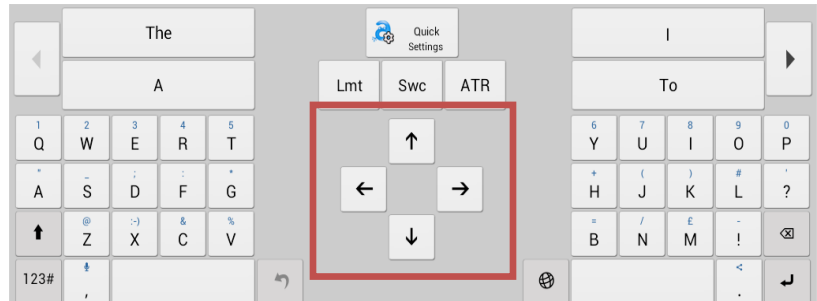 The
Quick
Settings
I
A
Lmt Swc ATR
To
1 2 3 4 5 6 7 8 9 0
Q W E R T Y U I O P
" _ ; : * + ( ) # '
A S D F G H J K L ?
@ :-) & % = / £ -
Z X C V B N M !
123# , <
.